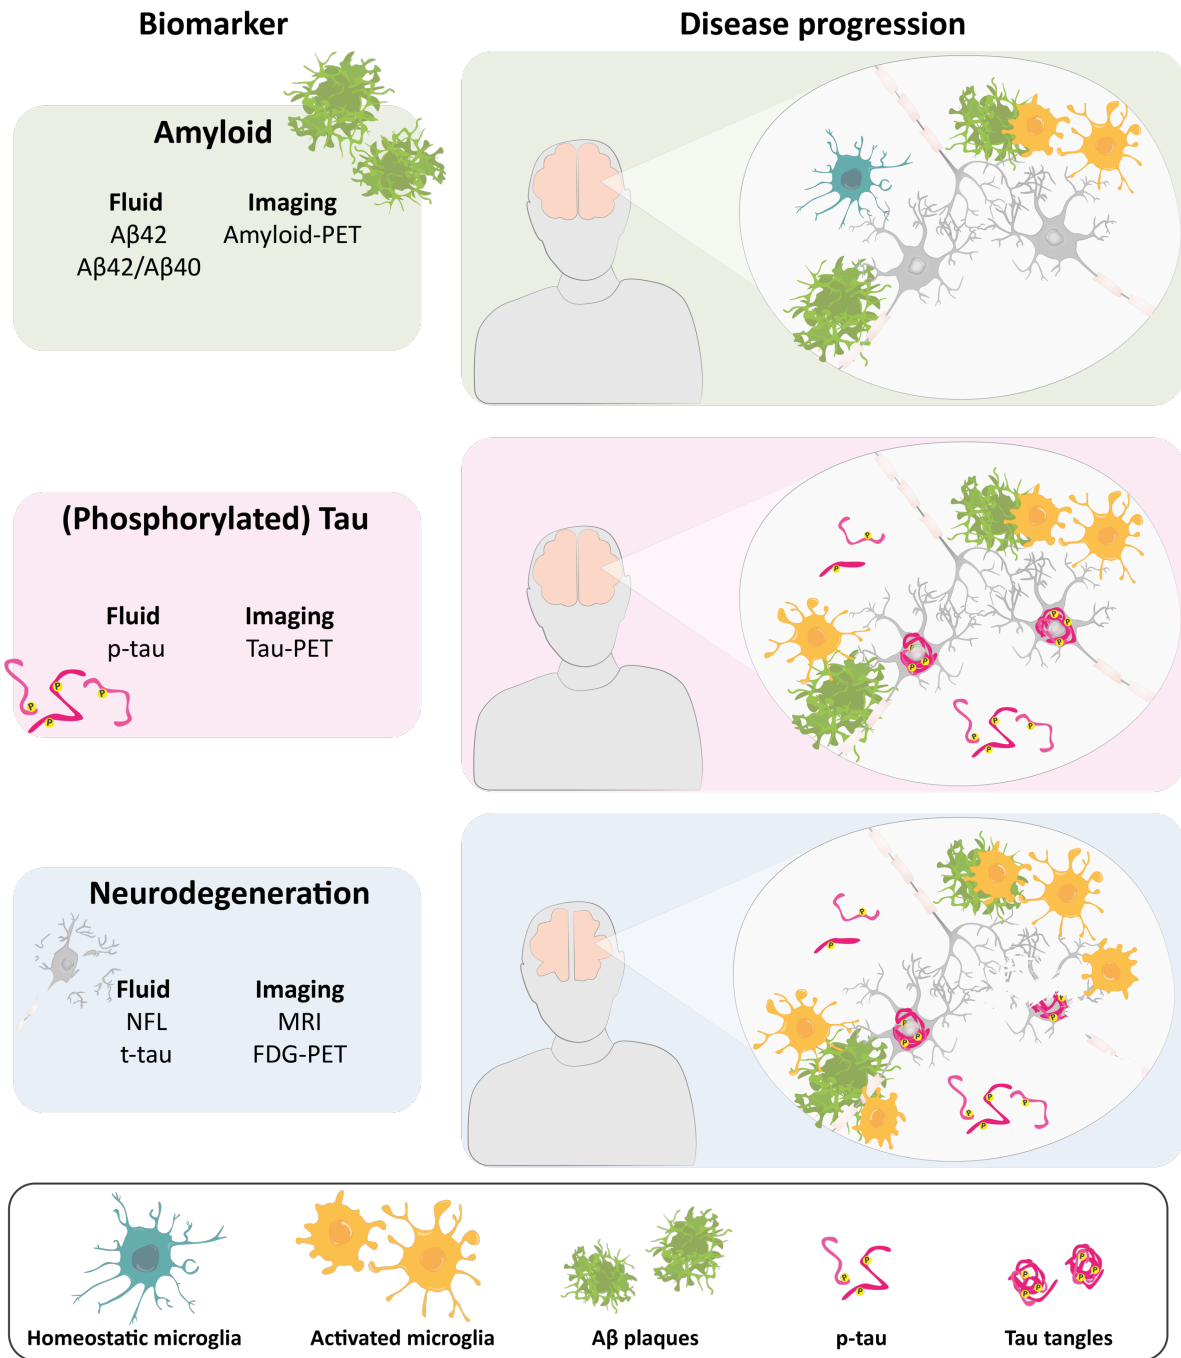 Biomarker
Disease progression
Amyloid
Fluid Imaging
Aβ42 Amyloid-PET
Aβ42/Aβ40
(Phosphorylated) Tau
Fluid Imaging
p-tau Tau-PET
P P P
P
P
P
P P
P
P P
P
P P
P P
P
P
Neurodegeneration
Fluid Imaging
NFL MRI
t-tau FDG-PET
P
P
P
P P
P
P
P
P P
P
P
P P
P
P P P
P P P
Homeostatic microglia
Activated microglia
Aβ plaques
p-tau
Tau tangles